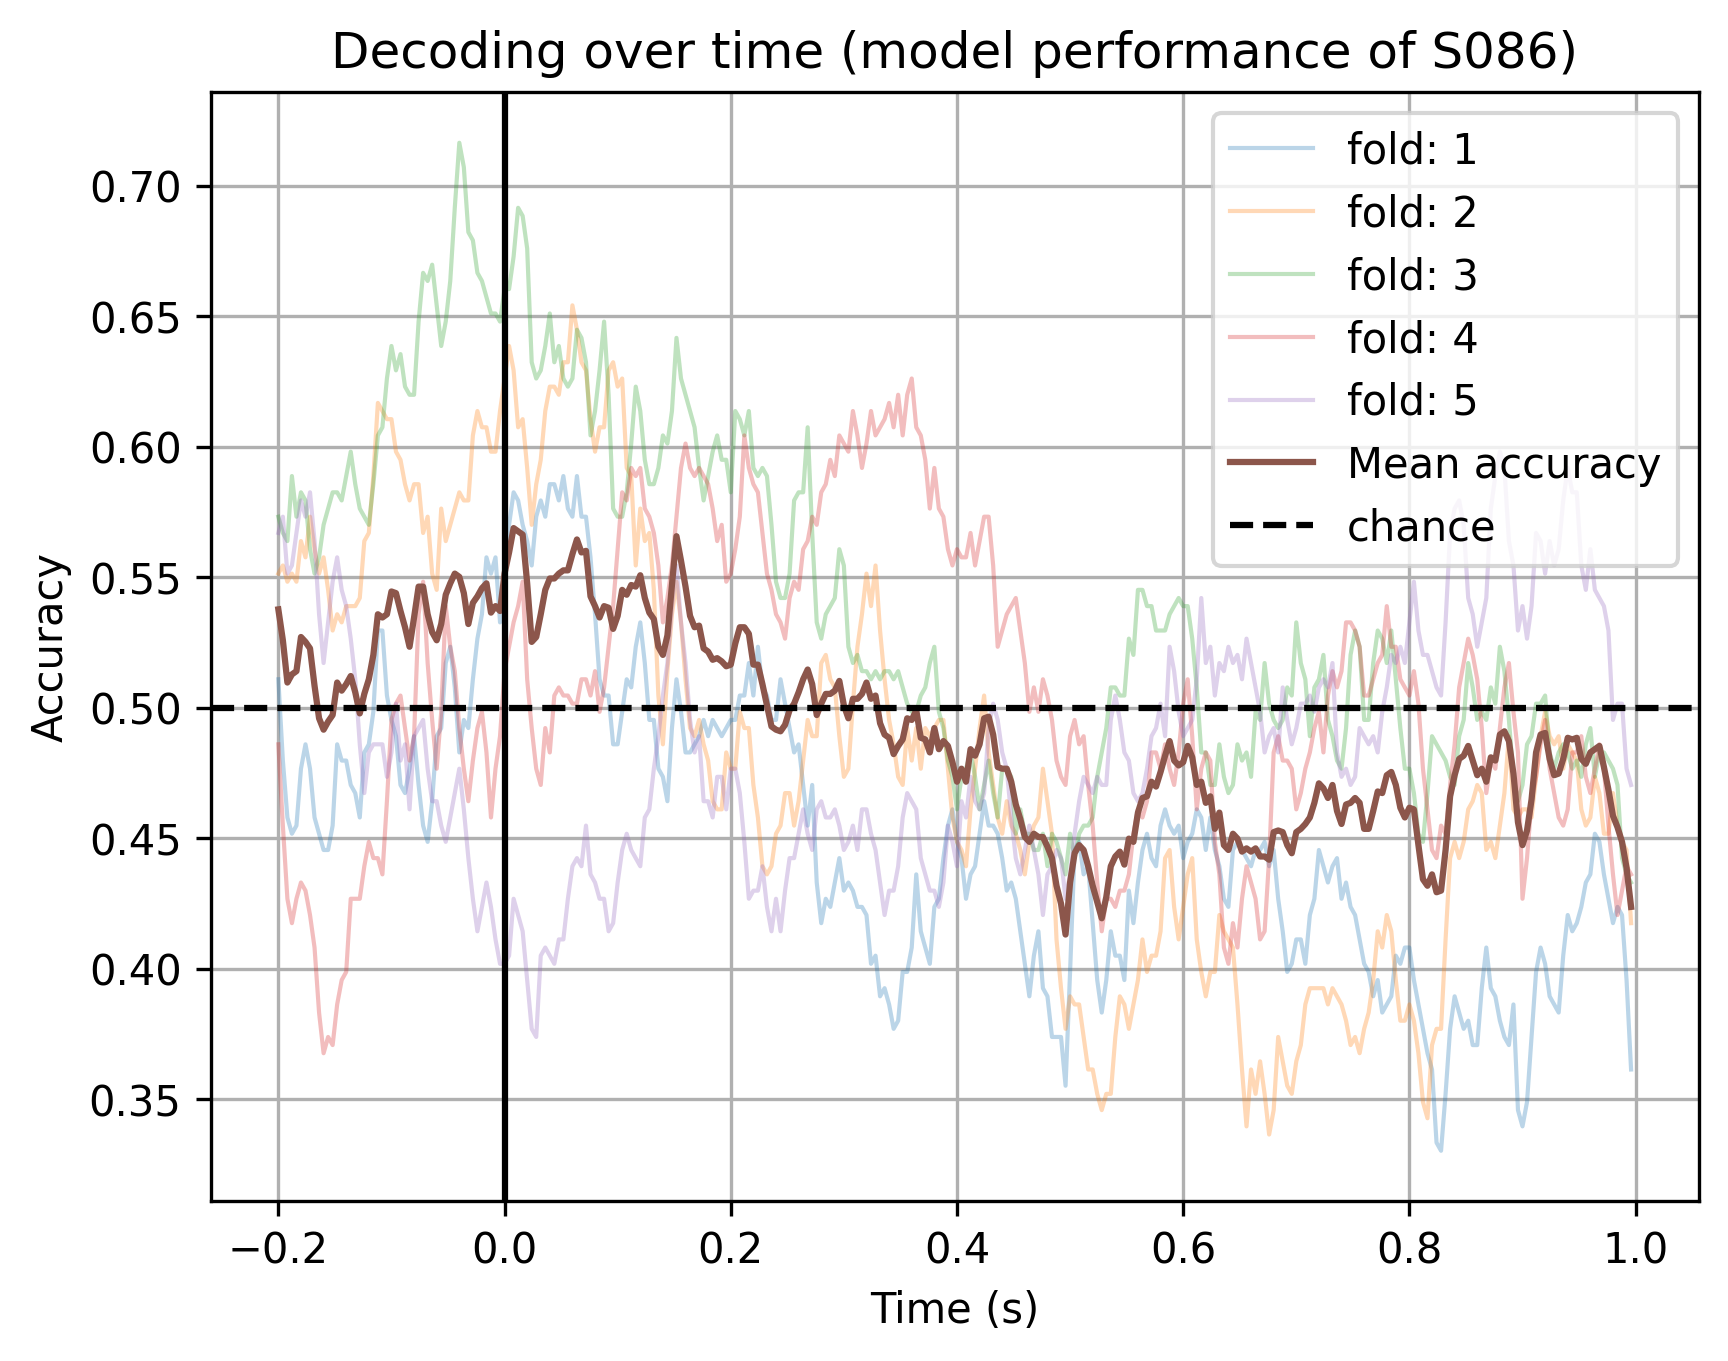 Decoding over time (model performance of S086)
fold: 1
fold: 2
fold: 3
fold: 4
fold: 5
Mean accuracy
chance
Accuracy
0.70
0.65
0.60
0.55
0.50
0.45
0.40
0.35
−0.2
0.0
0.2
0.4
0.6
0.8
1.0
Time (s)